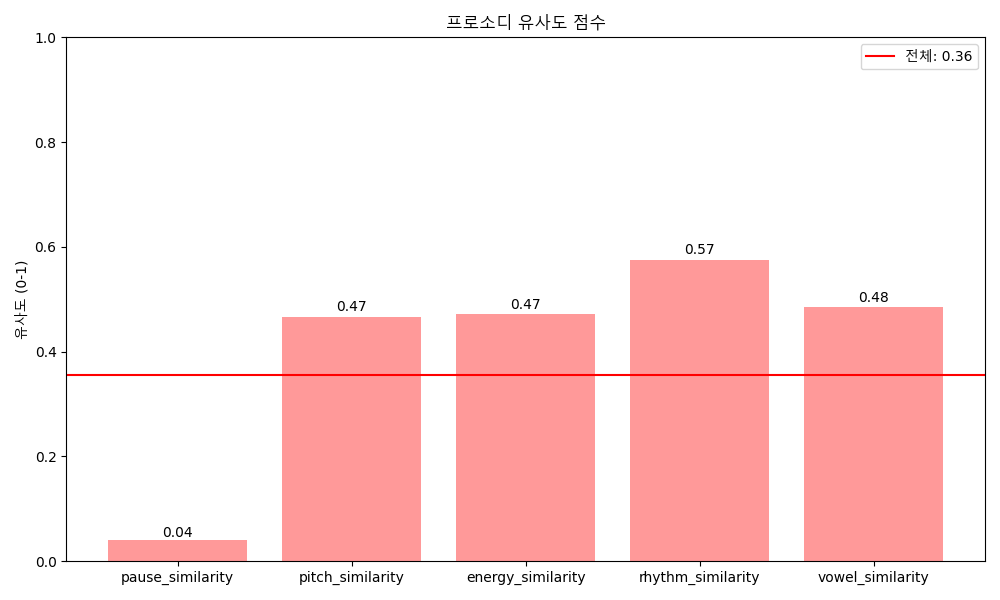 프로소디 유사도 점수
전체: 0.36
유사도 (0-1)
1.0
0.8
0.6
0.4
0.2
0.0
0.04
0.47
0.47
0.57
0.48
pause_similarity
pitch_similarity
energy_similarity
rhythm_similarity
vowel_similarity